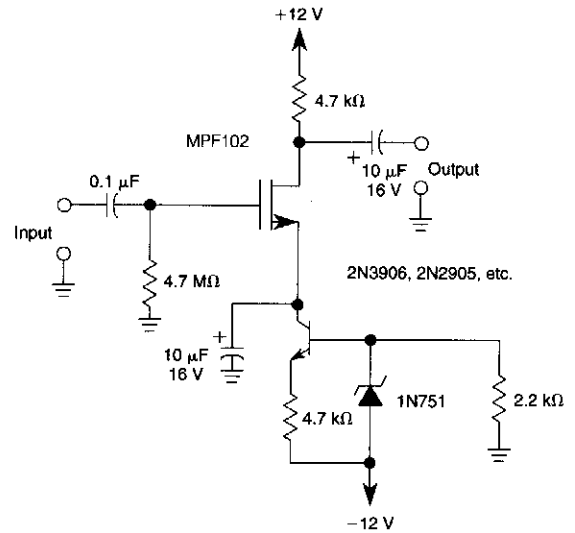 +12 V
4.7 kΩ
MPF102
+
10 µF
16 V
Output
0.1 µF
Input
4.7 MΩ
2N3906, 2N2905, etc.
+
10 µF
16 V
4.7 kΩ
1N751
2.2 kΩ
−12 V